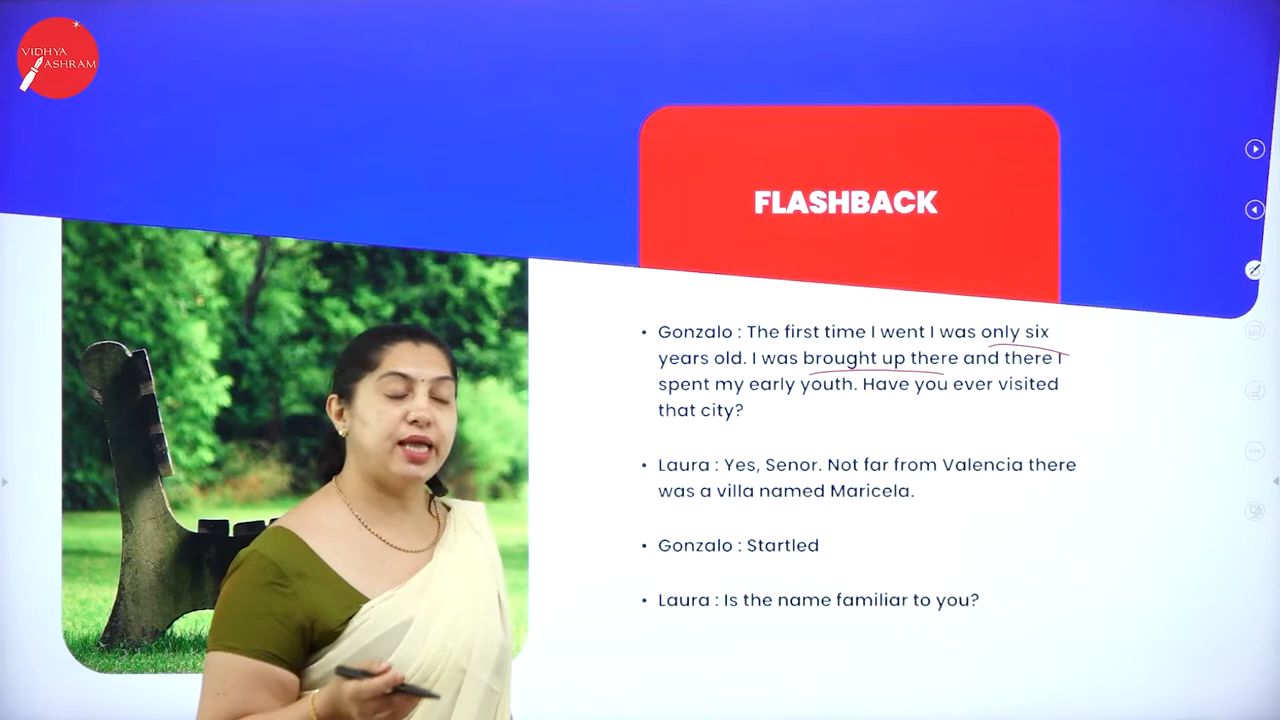 VIDHYA
ASHRAM
FLASHBACK
• Gonzalo : The first time I went I was only six
years old. I was brought up there and there I
spent my early youth. Have you ever visited
that city?
• Laura : Yes, Senor. Not far from Valencia there
was a villa named Maricela.
• Gonzalo : Startled
• Laura : Is the name familiar to you?